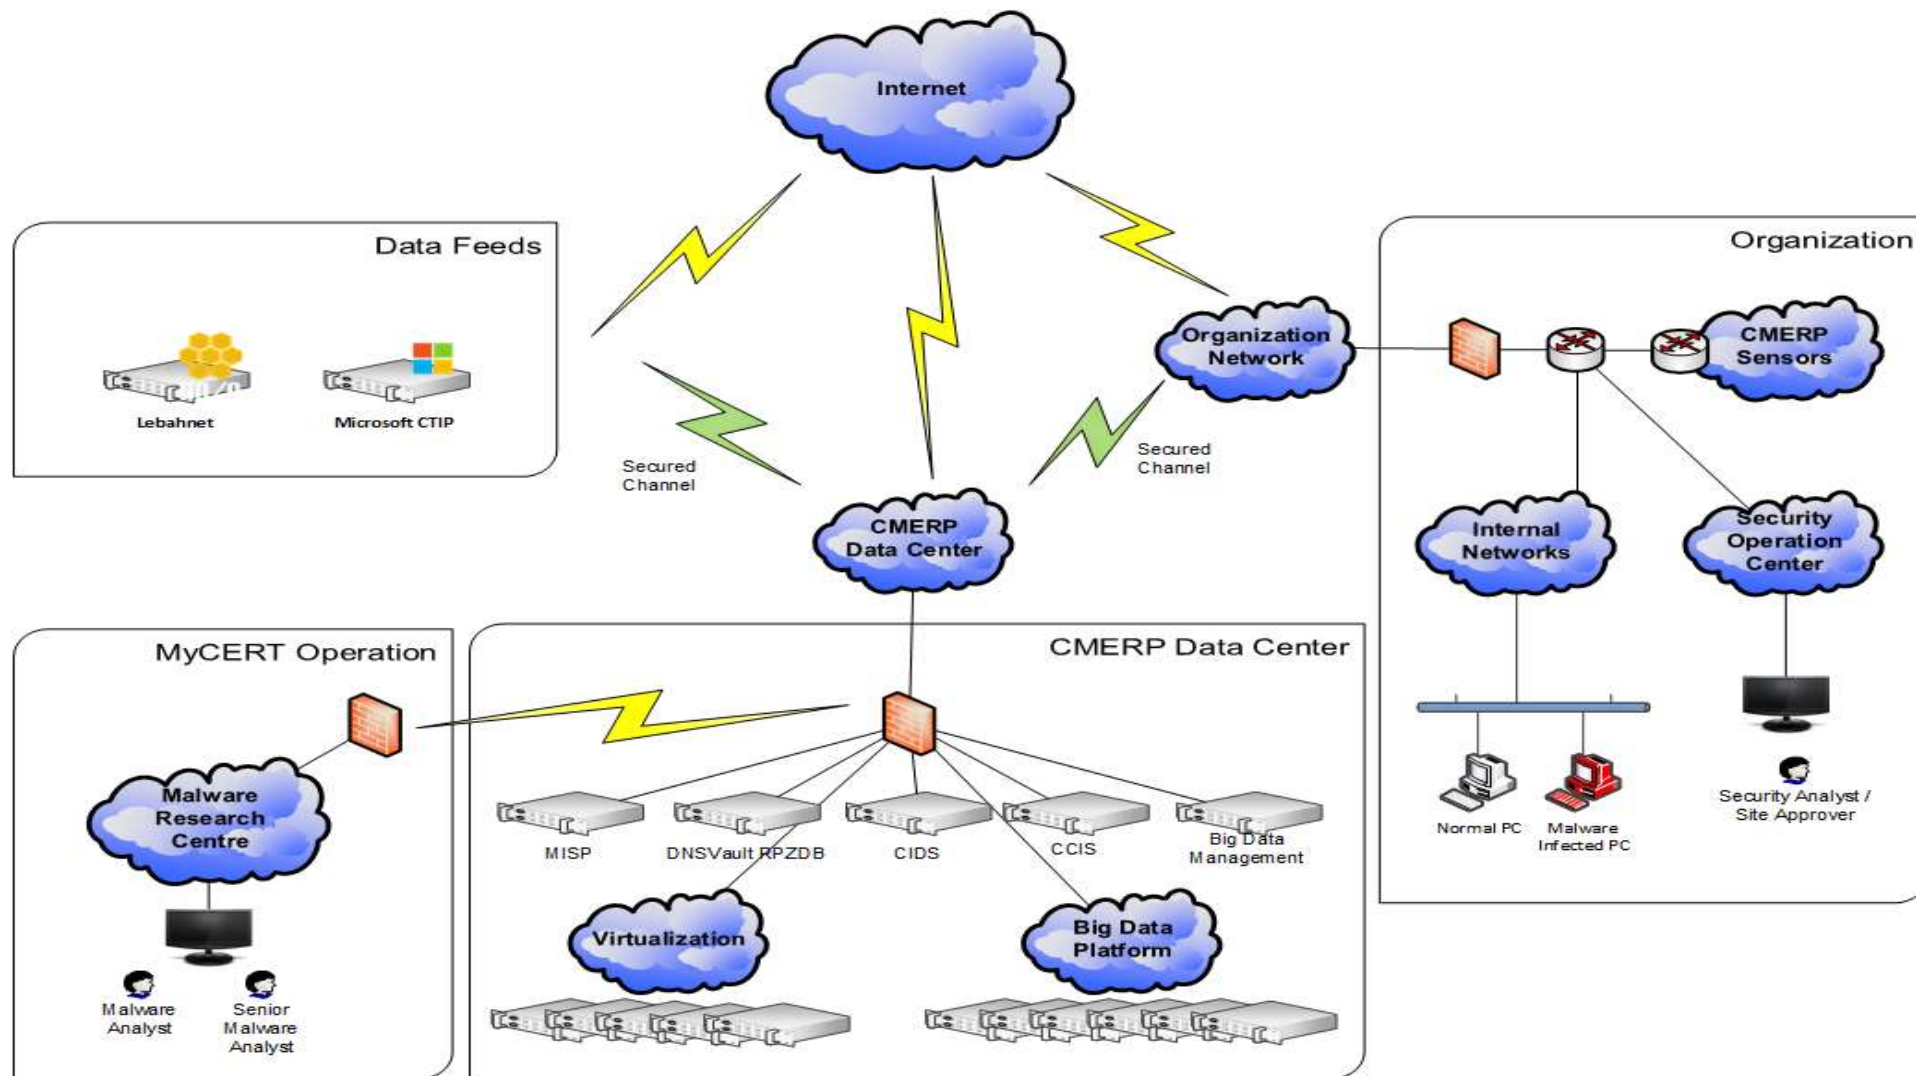 Internet
Data Feeds
Lebahnet
Microsoft CTIP
Organization
Organization
Network
CMERP
Sensors
Secured
Channel
Secured
Channel
CMERP
Data Center
Internal
Networks
Security
Operation
Center
Normal PC
Malware
Infected PC
Security Analyst /
Site Approver
MyCERT Operation
Malware
Research
Centre
Malware
Analyst
Senior
Malware
Analyst
CMERP Data Center
MISP
DNSVault RPZDB
CIDS
CCIS
Big Data
Management
Virtualization
Big Data
Platform